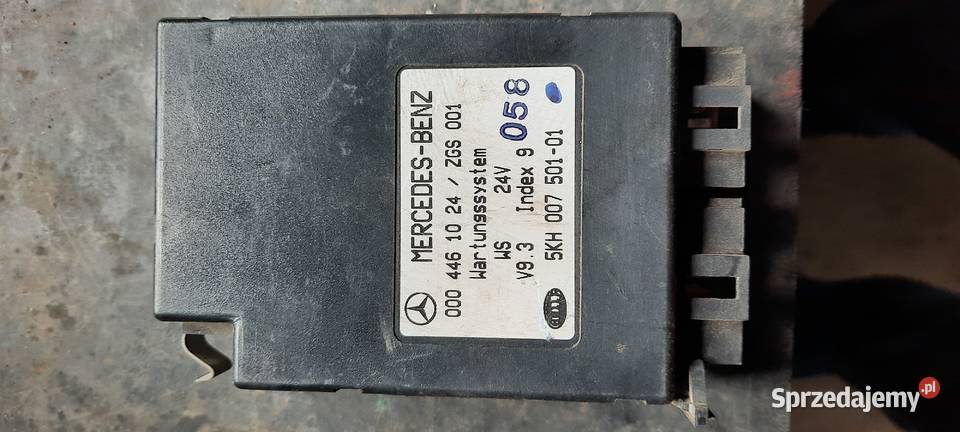 MERCEDES-BENZ
000 446 10 24 / ZGS 001
Wartungssystem
WS 24V
V9.3 Index 9 058
5KH 007 501-01
HELLA
Sprzedajemy.pl